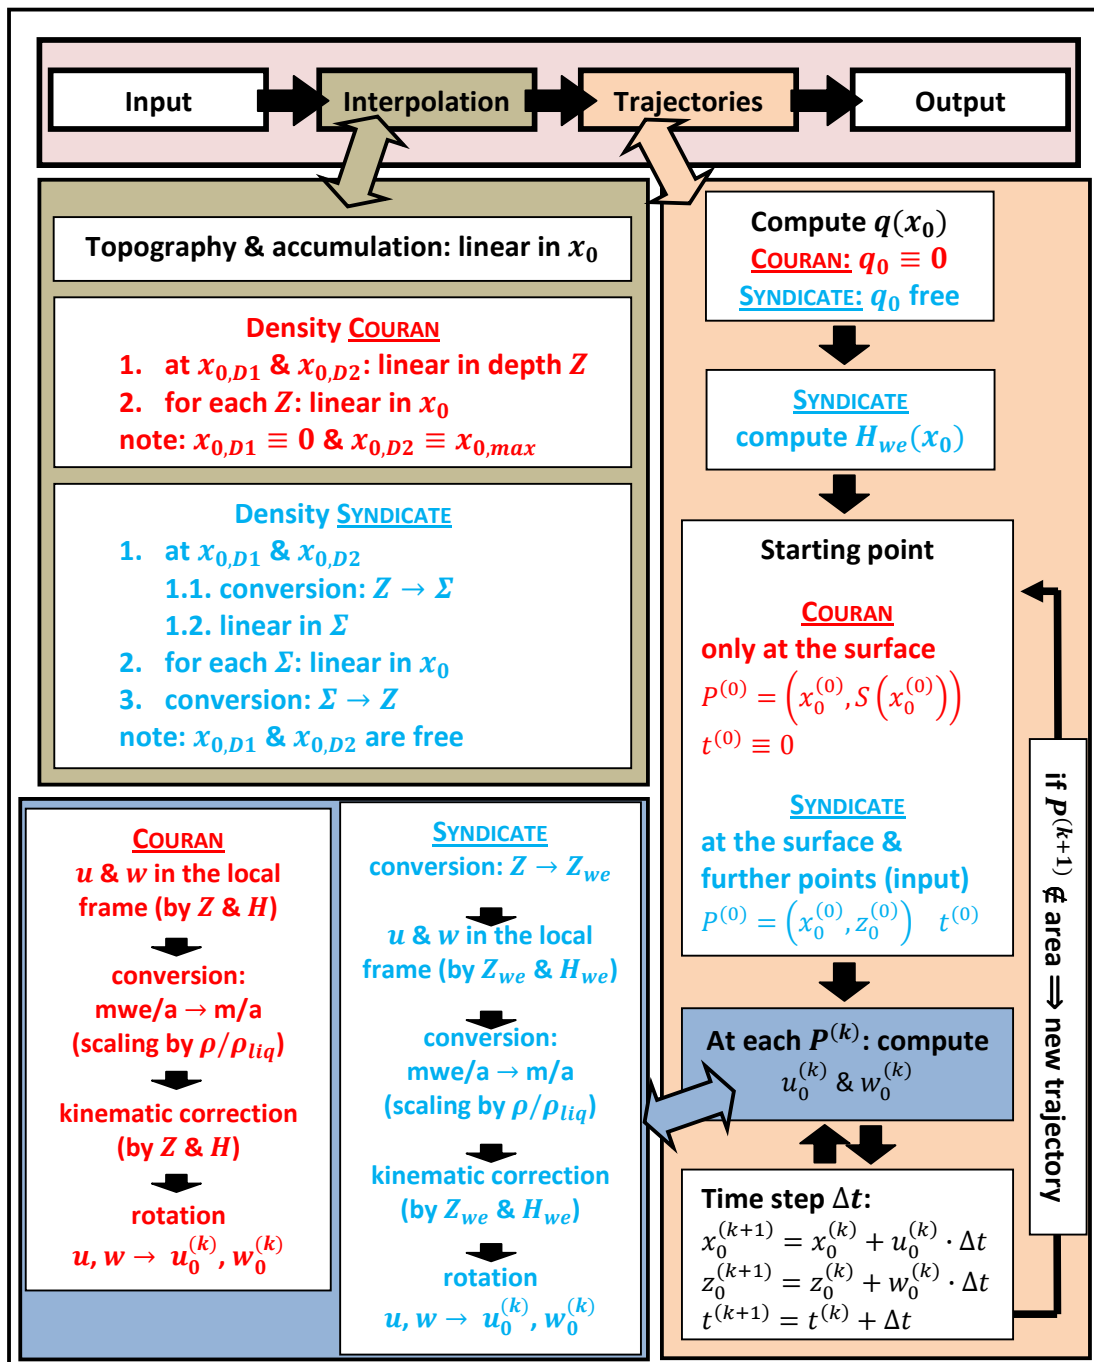 Input
Interpolation
Trajectories
Output
Topography & accumulation: linear in x₀
Density COURAN
1. at x₀,D1 & x₀,D2: linear in depth Z
2. for each Z: linear in x₀
note: x₀,D1 ≡ 0 & x₀,D2 ≡ x₀,max
Density SYNDICATE
1. at x₀,D1 & x₀,D2
1.1. conversion: Z → Σ
1.2. linear in Σ
2. for each Σ: linear in x₀
3. conversion: Σ → Z
note: x₀,D1 & x₀,D2 are free
COURAN
u & w in the local
frame (by Z & H)
conversion:
mwe/a → m/a
(scaling by ρ/ρ_liq)
kinematic correction
(by Z & H)
rotation
u, w → u₀^(k), w₀^(k)
SYNDICATE
conversion: Z → Z_we
u & w in the local
frame (by Z_we & H_we)
conversion:
mwe/a → m/a
(scaling by ρ/ρ_liq)
kinematic correction
(by Z_we & H_we)
rotation
u, w → u₀^(k), w₀^(k)
Compute q(x₀)
COURAN: q₀ ≡ 0
SYNDICATE: q₀ free
SYNDICATE
compute H_we(x₀)
Starting point
COURAN
only at the surface
P^(0) = (x₀^(0), S(x₀^(0)))
t^(0) ≡ 0
SYNDICATE
at the surface &
further points (input)
P^(0) = (x₀^(0), z₀^(0)) t^(0)
At each P^(k): compute
u₀^(k) & w₀^(k)
Time step Δt:
x₀^(k+1) = x₀^(k) + u₀^(k) · Δt
z₀^(k+1) = z₀^(k) + w₀^(k) · Δt
t^(k+1) = t^(k) + Δt
if P^(k+1) ∉ area ⟹ new trajectory